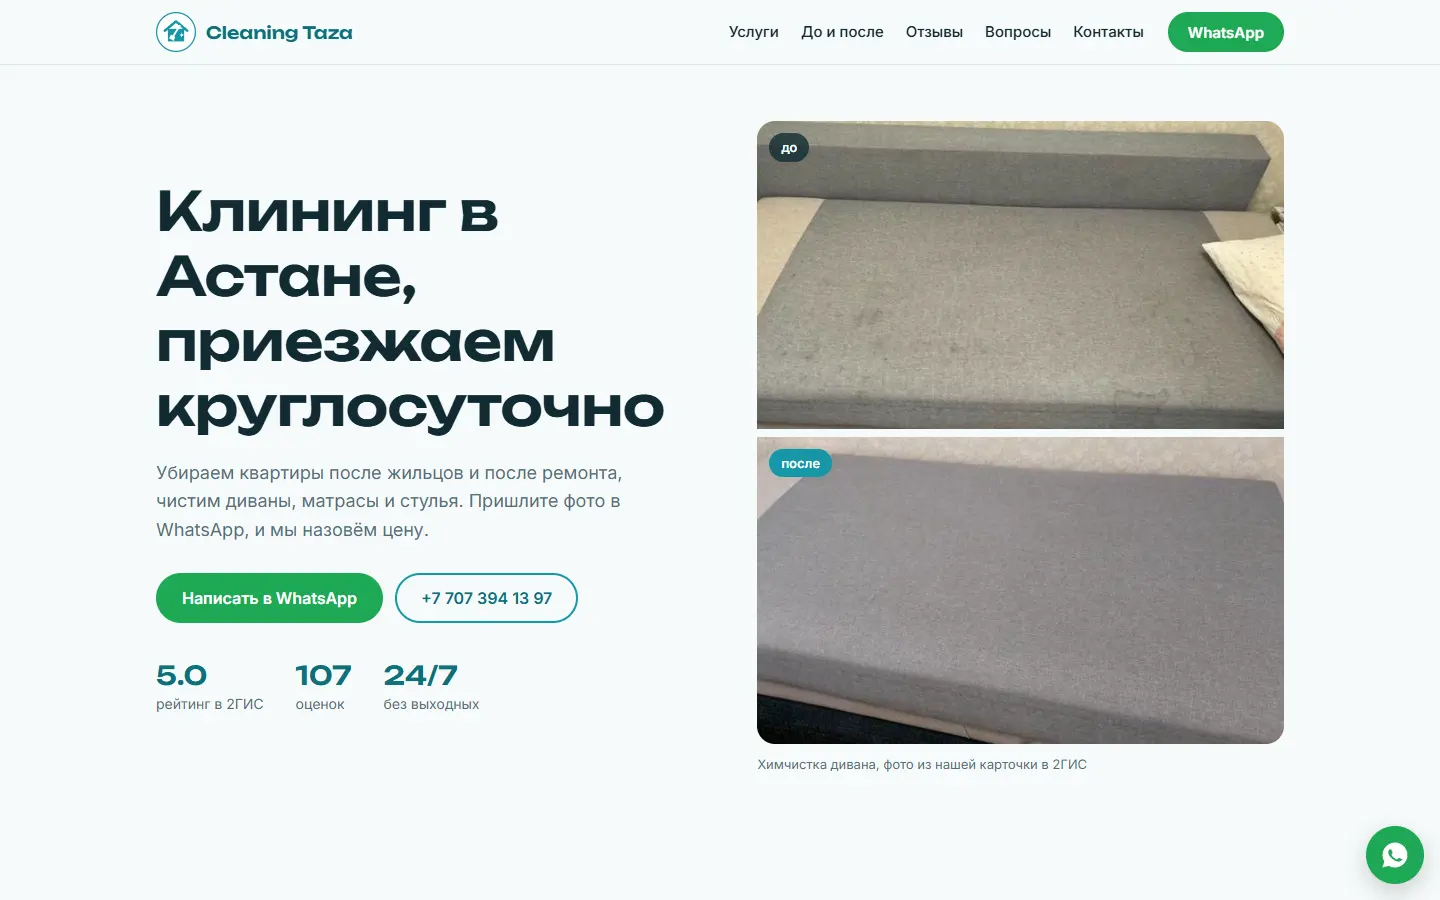 Cleaning Taza
Услуги
До и после
Отзывы
Вопросы
Контакты
WhatsApp
Клининг в
Астане,
приезжаем
круглосуточно
Убираем квартиры после жильцов и после ремонта,
чистим диваны, матрасы и стулья. Пришлите фото в
WhatsApp, и мы назовём цену.
Написать в WhatsApp
+7 707 394 13 97
5.0
рейтинг в 2ГИС
107
оценок
24/7
без выходных
до
после
Химчистка дивана, фото из нашей карточки в 2ГИС